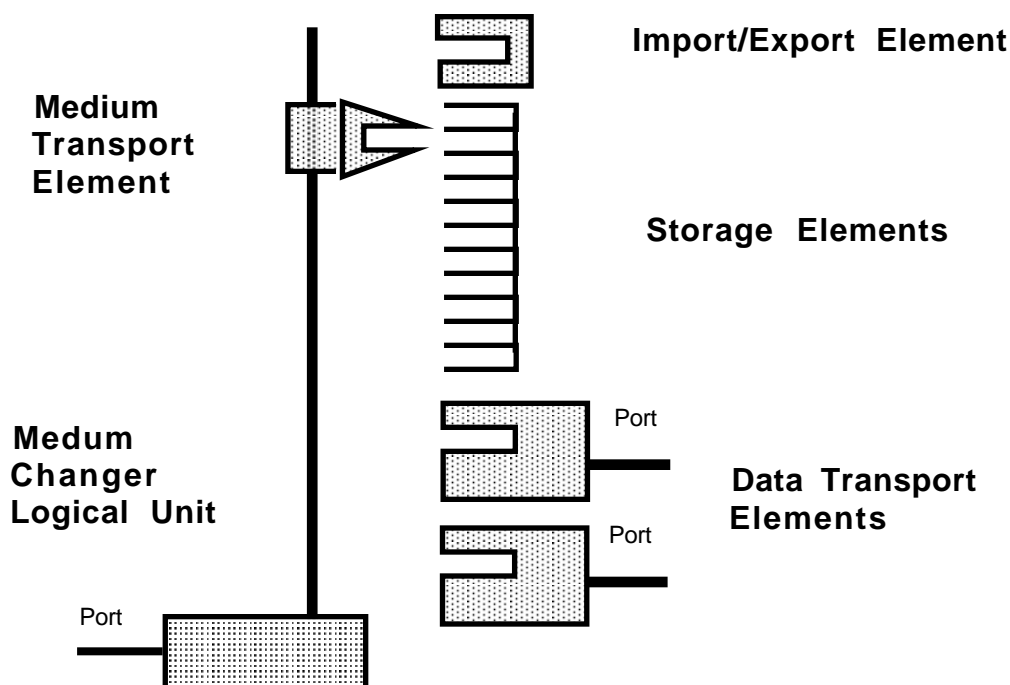 Import/Export Element
Medium
Transport
Element
Storage Elements
Port
Medum
Changer
Logical Unit
Data Transport
Elements
Port
Port